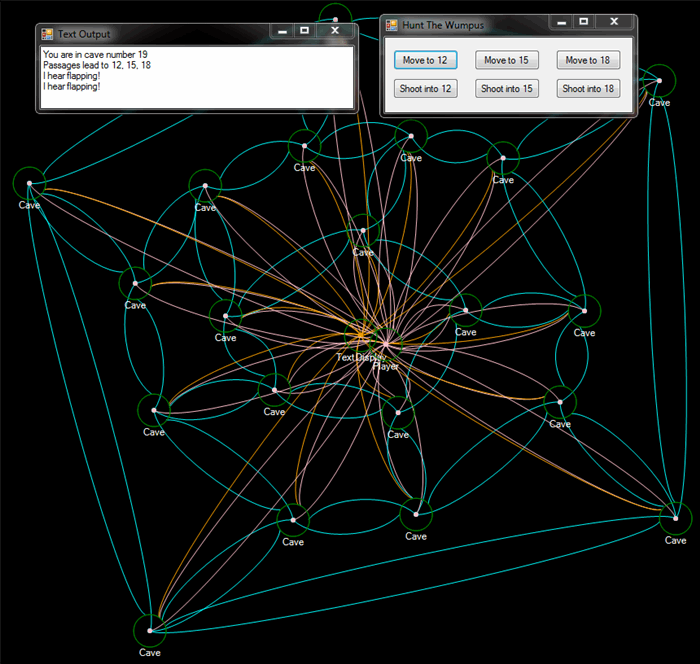 Text Output
You are in cave number 19
Passages lead to 12, 15, 18
I hear flapping!
I hear flapping!
Hunt The Wumpus
Move to 12
Move to 15
Move to 18
Shoot into 12
Shoot into 15
Shoot into 18
Cave
Cave
Cave
Cave
Cave
Cave
Cave
Cave
Cave
Cave
Cave
TextDisplay
Player
Cave
Cave
Cave
Cave
Cave
Cave
Cave
Cave